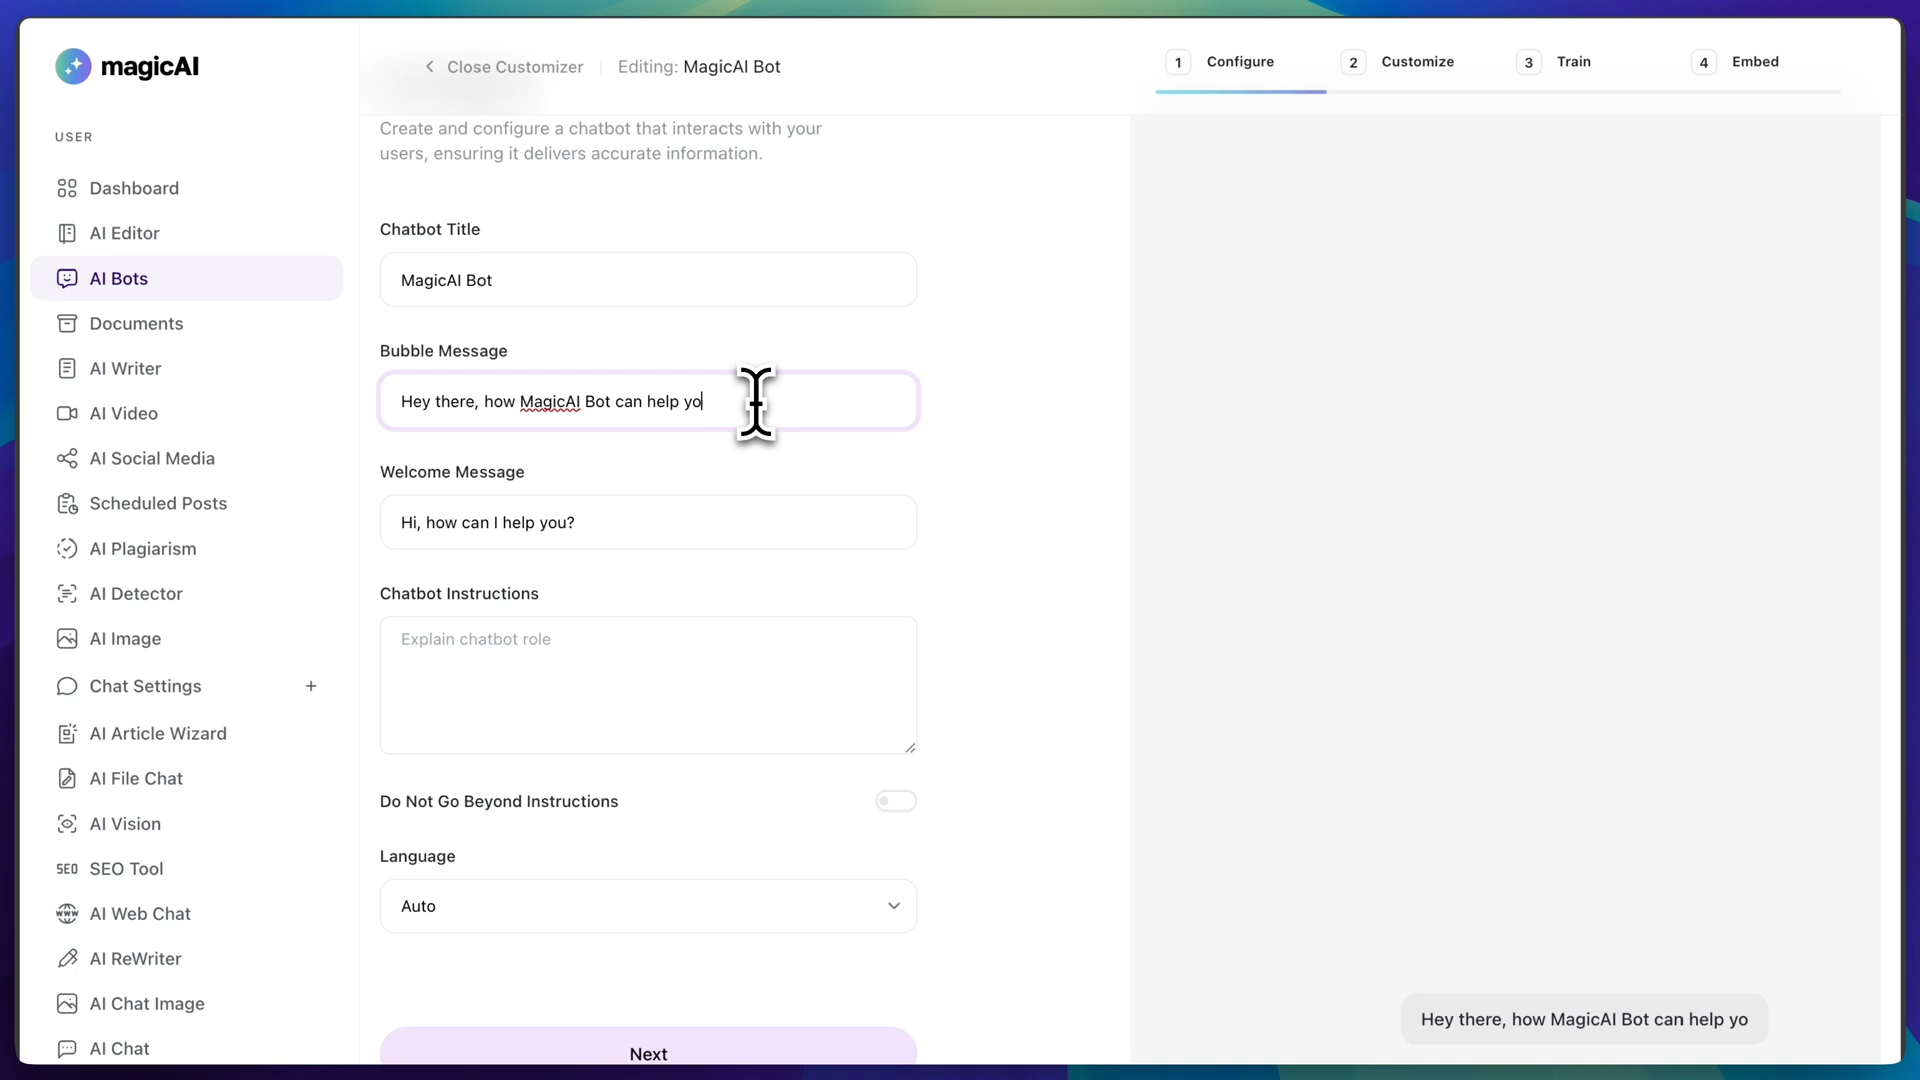 magicAI
USER
Dashboard
AI Editor
AI Bots
Documents
AI Writer
AI Video
AI Social Media
Scheduled Posts
AI Plagiarism
AI Detector
AI Image
Chat Settings +
AI Article Wizard
AI File Chat
AI Vision
SEO SEO Tool
www AI Web Chat
AI ReWriter
AI Chat Image
AI Chat
Close Customizer
Editing: MagicAI Bot
1 Configure
2 Customize
3 Train
4 Embed
Create and configure a chatbot that interacts with your
users, ensuring it delivers accurate information.
Chatbot Title
MagicAI Bot
Bubble Message
Hey there, how MagicAI Bot can help yo
Welcome Message
Hi, how can I help you?
Chatbot Instructions
Explain chatbot role
Do Not Go Beyond Instructions
Language
Auto
Next
Hey there, how MagicAI Bot can help yo